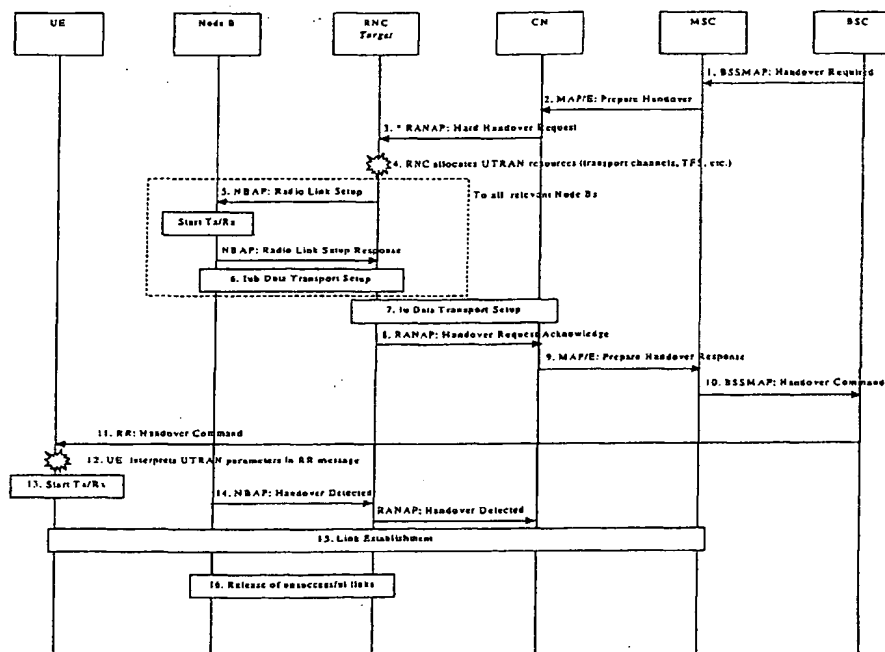 UE
Node B
RNC
Target
CN
MSC
BSC
1. BSSMAP: Handover Required
2. MAP/E: Prepare Handover
3. * RANAP: Hard Handover Request
4. RNC allocates UTRAN resources (transport channels, TFS, etc.)
5. NBAP: Radio Link Setup
To all relevant Node Bs
Start Tx/Rx
NBAP: Radio Link Setup Response
6. Iub Data Transport Setup
7. Iu Data Transport Setup
8. RANAP: Handover Request Acknowledge
9. MAP/E: Prepare Handover Response
10. BSSMAP: Handover Command
11. RR: Handover Command
12. UE interprets UTRAN parameters in RR message
13. Start Tx/Rx
14. NBAP: Handover Detected
RANAP: Handover Detected
15. Link Establishment
16. Release of unsuccessful links